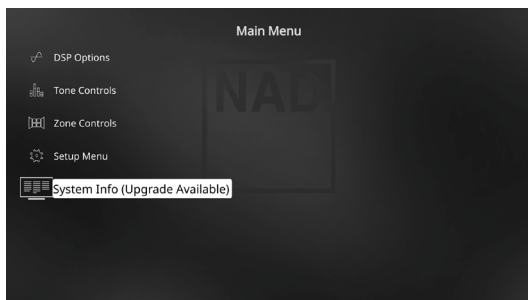 Main Menu
DSP Options
NAD
Tone Controls
Zone Controls
Setup Menu
System Info (Upgrade Available)